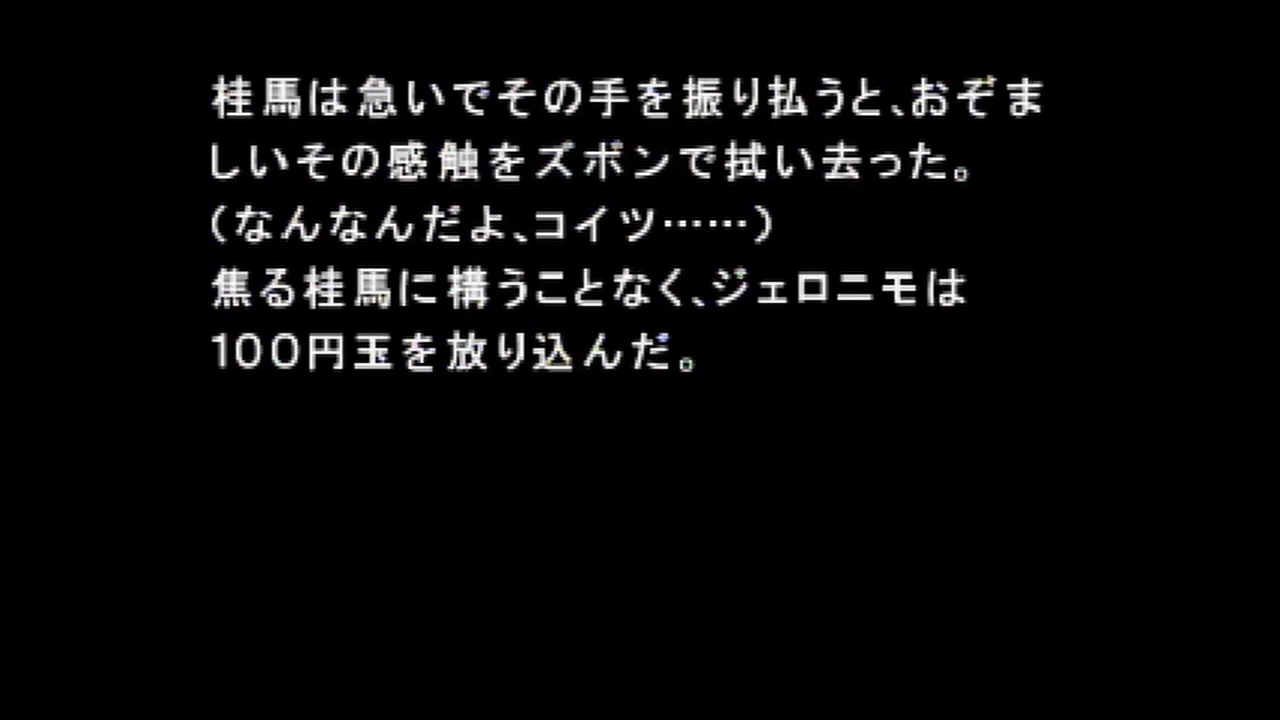 桂馬は急いでその手を振り払うと、おぞま
しいその感触をズボンで拭い去った。
（なんなんだよ、コイツ……）
焦る桂馬に構うことなく、ジェロニモは
１００円玉を放り込んだ。